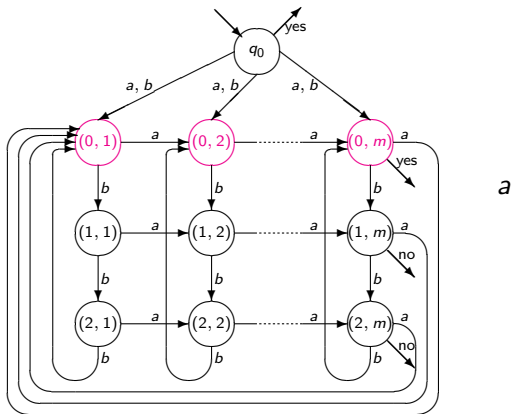 yes
q0
a, b a, b a, b
(0, 1) a (0, 2) a (0, m) a
yes
a
b b b
(1, 1) a (1, 2) a (1, m) a
no
b b b
(2, 1) a (2, 2) a (2, m) a
no
b b b